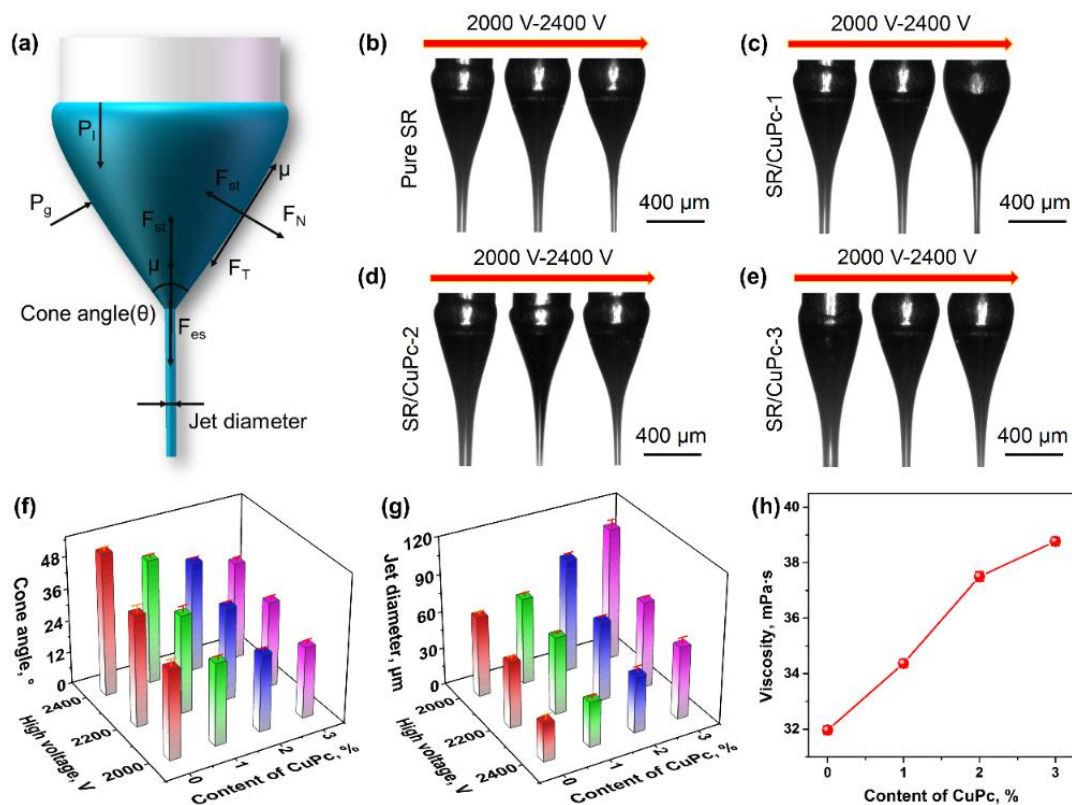 (a)
P_l
P_g
F_st
μ
F_N
F_st
μ
F_T
Cone angle(θ)
F_es
Jet diameter
(b)
2000 V-2400 V
Pure SR
400 μm
(c)
2000 V-2400 V
SR/CuPc-1
400 μm
(d)
2000 V-2400 V
SR/CuPc-2
400 μm
(e)
2000 V-2400 V
SR/CuPc-3
400 μm
(f)
Cone angle, °
48
36
24
12
0
2400
2200
2000
High voltage, V
0
1
2
3
Content of CuPc, %
(g)
Jet diameter, μm
120
90
60
30
0
2000
2200
2400
High voltage, V
0
1
2
3
Content of CuPc, %
(h)
Viscosity, mPa·s
40
38
36
34
32
0 1 2 3
Content of CuPc, %